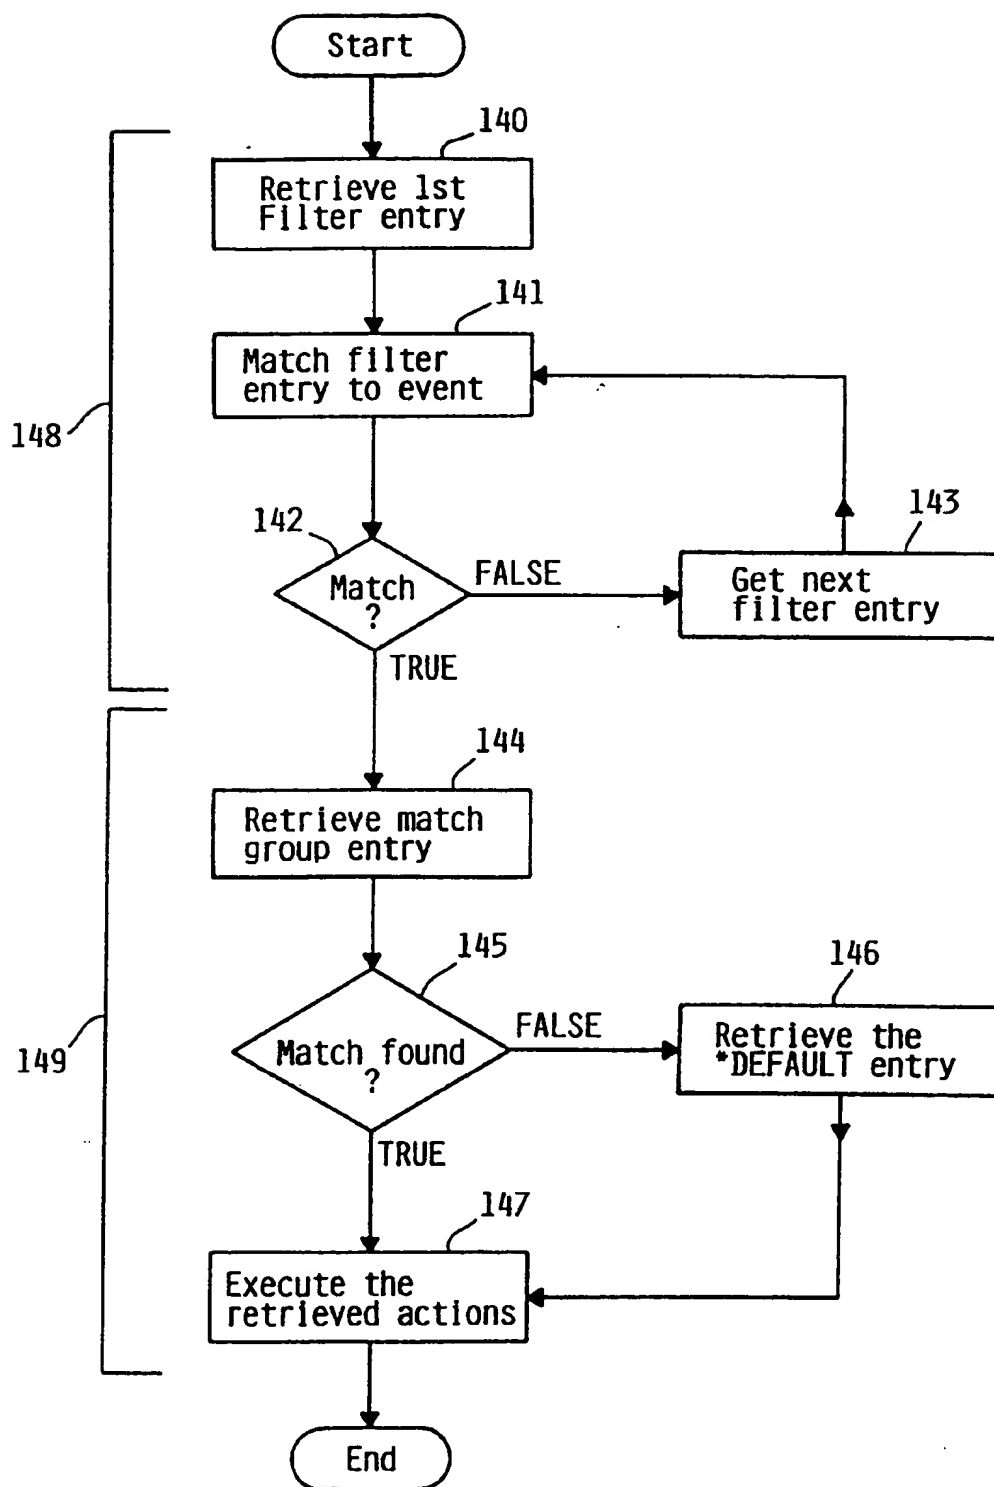 Start
140
Retrieve 1st
Filter entry
141
Match filter
entry to event
148
142
Match
?
FALSE
143
Get next
filter entry
TRUE
144
Retrieve match
group entry
145
Match found
?
FALSE
146
Retrieve the
*DEFAULT entry
149
TRUE
147
Execute the
retrieved actions
End